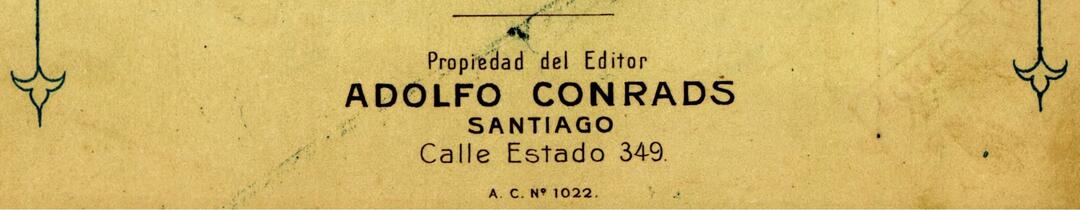 Propiedad del Editor
ADOLFO CONRADS
SANTIAGO
Calle Estado 349.
A. C. Nº 1022.